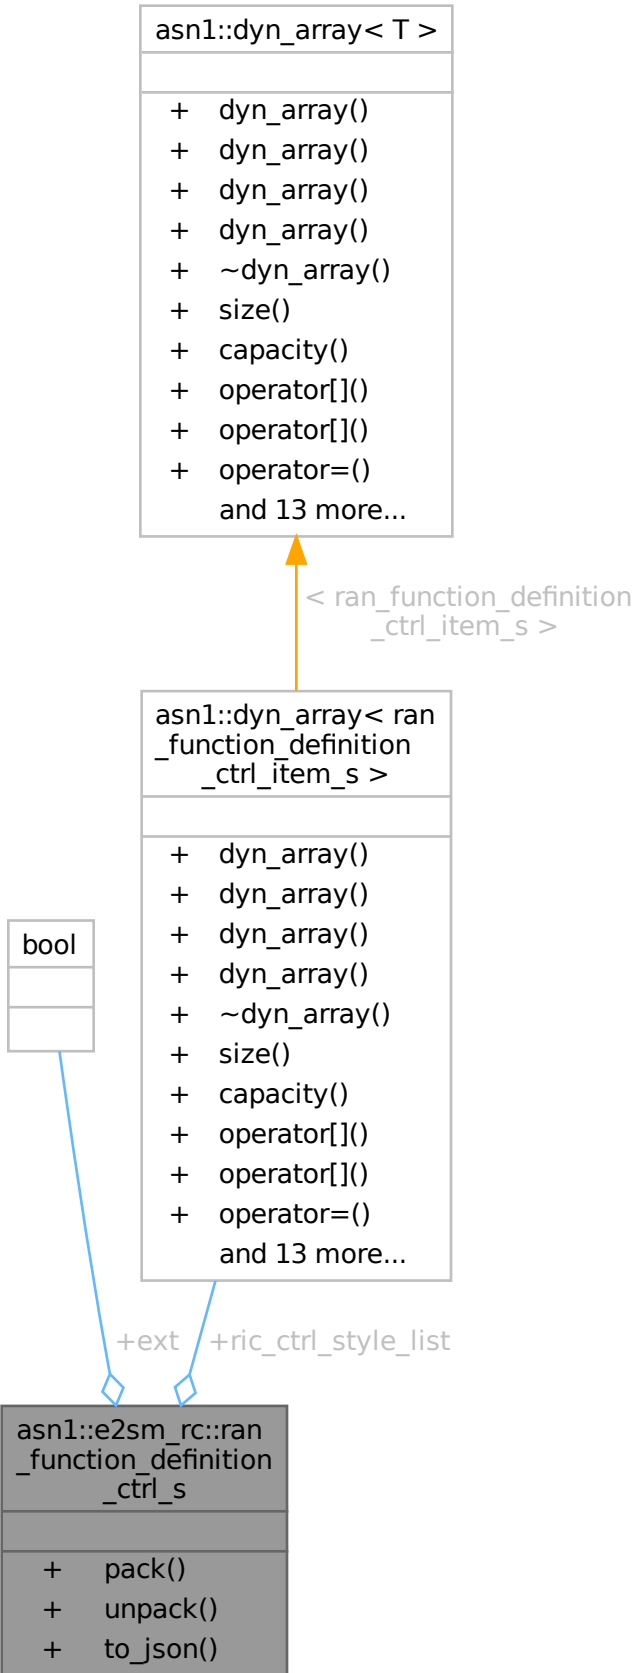 asn1::dyn_array< T >
+ dyn_array()
+ dyn_array()
+ dyn_array()
+ dyn_array()
+ ~dyn_array()
+ size()
+ capacity()
+ operator[]()
+ operator[]()
+ operator=()
and 13 more...
< ran_function_definition
_ctrl_item_s >
asn1::dyn_array< ran
_function_definition
_ctrl_item_s >
+ dyn_array()
+ dyn_array()
+ dyn_array()
+ dyn_array()
+ ~dyn_array()
+ size()
+ capacity()
+ operator[]()
+ operator[]()
+ operator=()
and 13 more...
bool
+ext
+ric_ctrl_style_list
asn1::e2sm_rc::ran
_function_definition
_ctrl_s
+ pack()
+ unpack()
+ to_json()